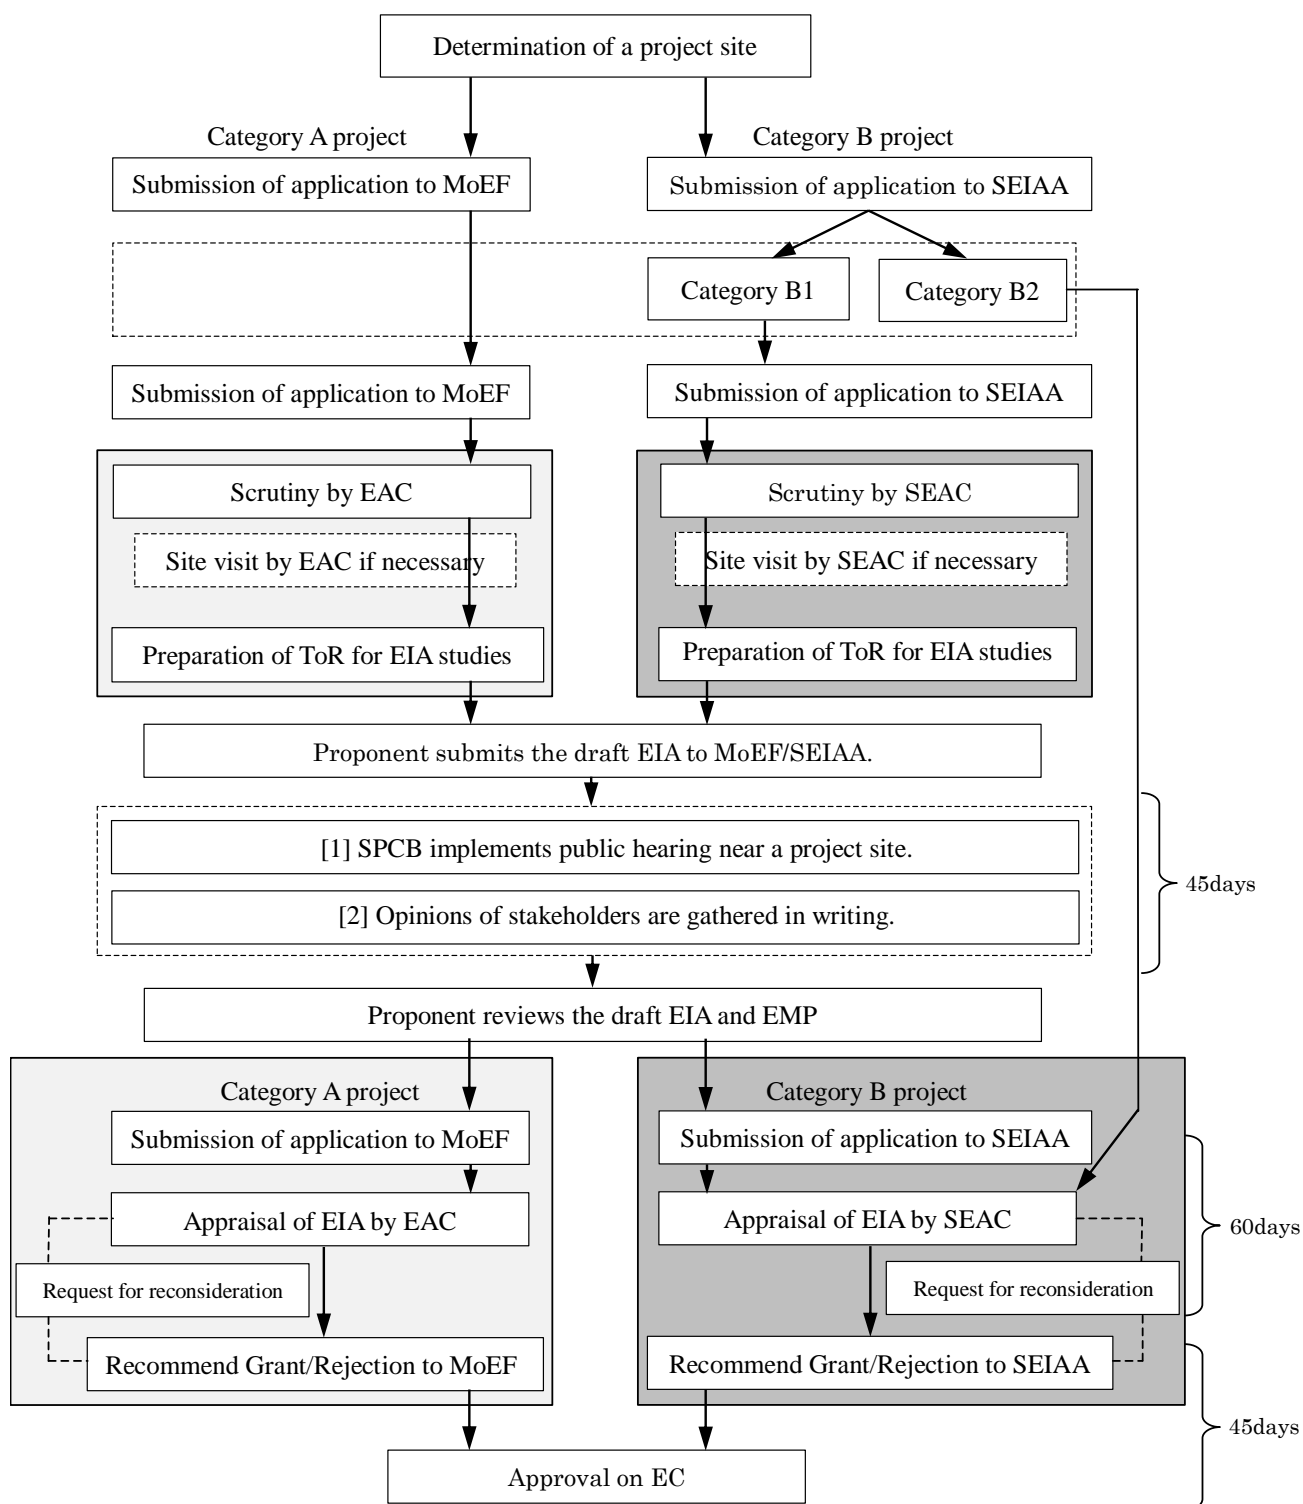 Determination of a project site
Category A project
Category B project
Submission of application to MoEF
Submission of application to SEIAA
Category B1
Category B2
Submission of application to MoEF
Submission of application to SEIAA
Scrutiny by EAC
Scrutiny by SEAC
Site visit by EAC if necessary
Site visit by SEAC if necessary
Preparation of ToR for EIA studies
Preparation of ToR for EIA studies
Proponent submits the draft EIA to MoEF/SEIAA.
[1] SPCB implements public hearing near a project site.
45days
[2] Opinions of stakeholders are gathered in writing.
Proponent reviews the draft EIA and EMP
Category A project
Category B project
Submission of application to MoEF
Submission of application to SEIAA
Appraisal of EIA by EAC
Appraisal of EIA by SEAC
60days
Request for reconsideration
Request for reconsideration
Recommend Grant/Rejection to MoEF
Recommend Grant/Rejection to SEIAA
45days
Approval on EC